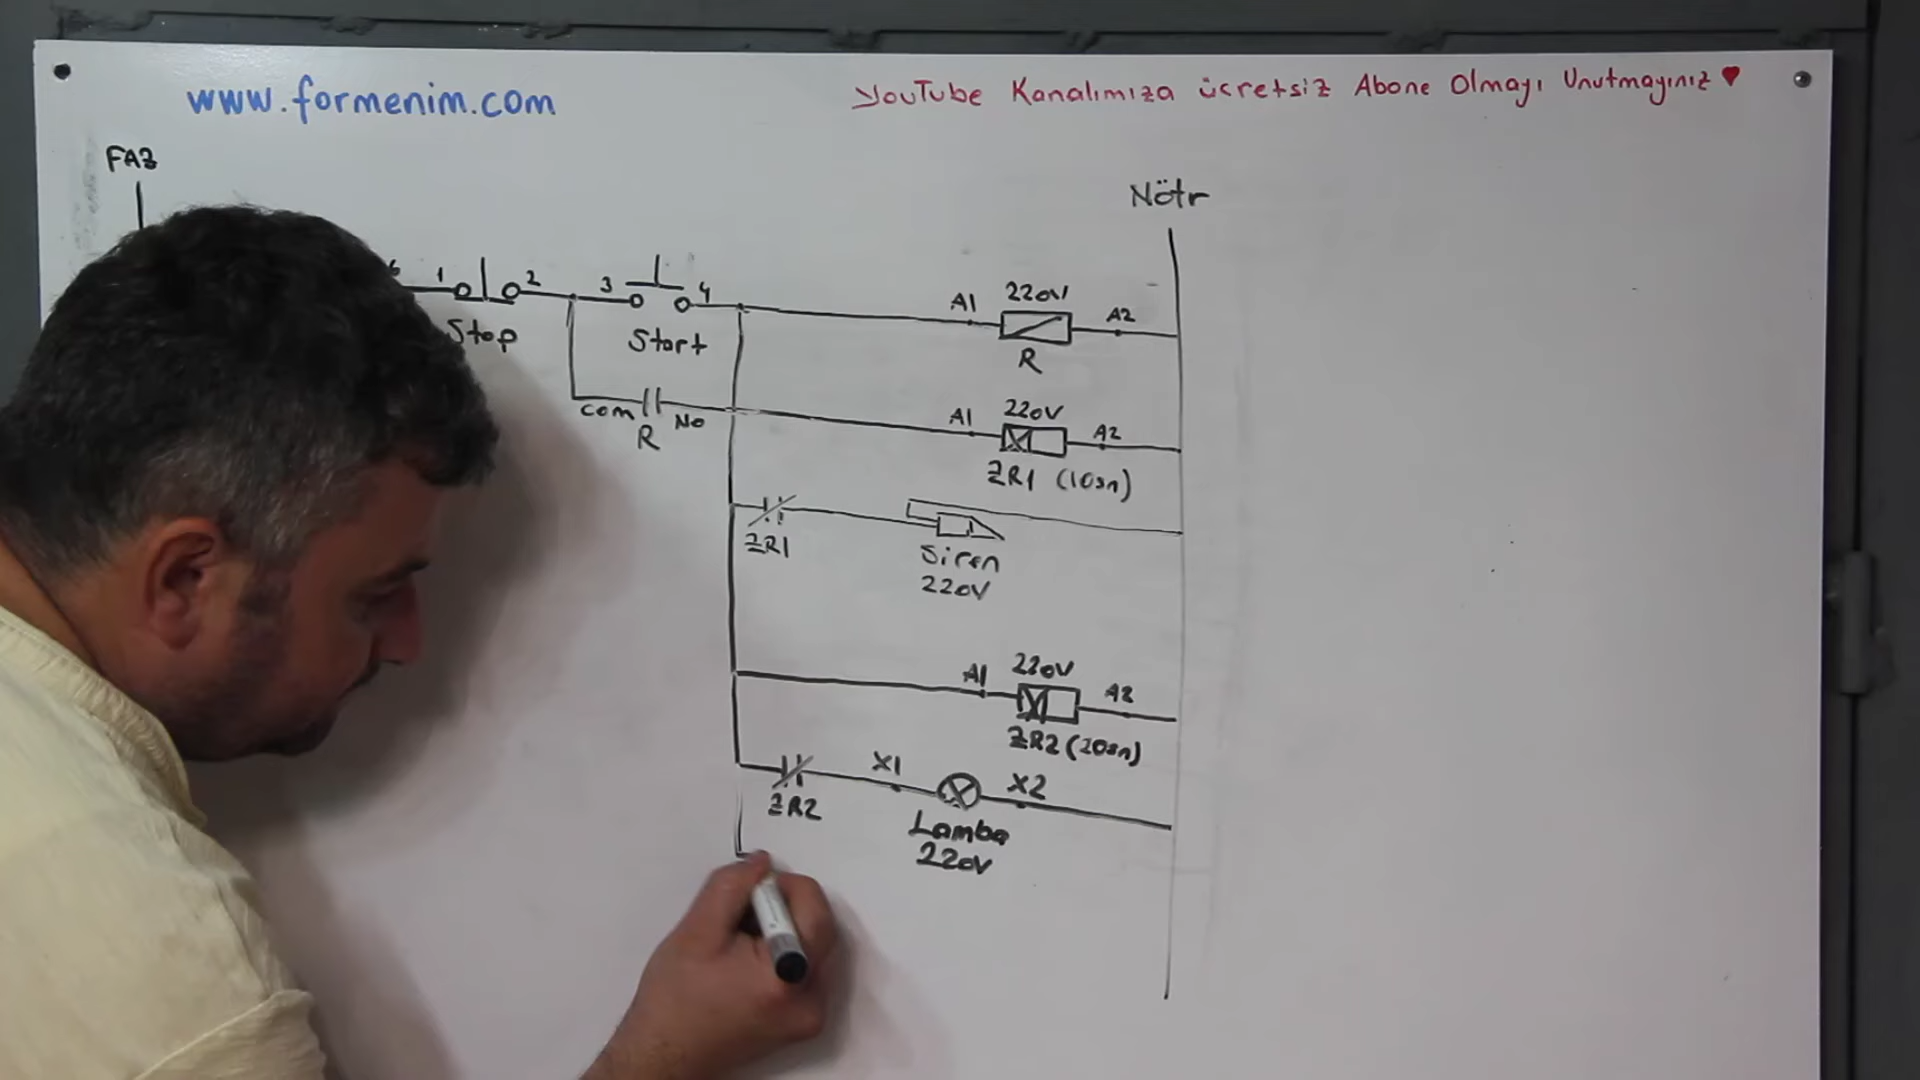 www.formenim.com
YouTube Kanalımıza ücretsiz Abone Olmayı Unutmayınız
FAZ
Nötr
6 1 2 3 4 A1 220V A2
Stop Start R
com No A1 220V A2
R ZR1 (10sn)
ZR1 Siren
220V
A1 220V A2
ZR2 (20sn)
X1 X2
ZR2 Lamba
220V